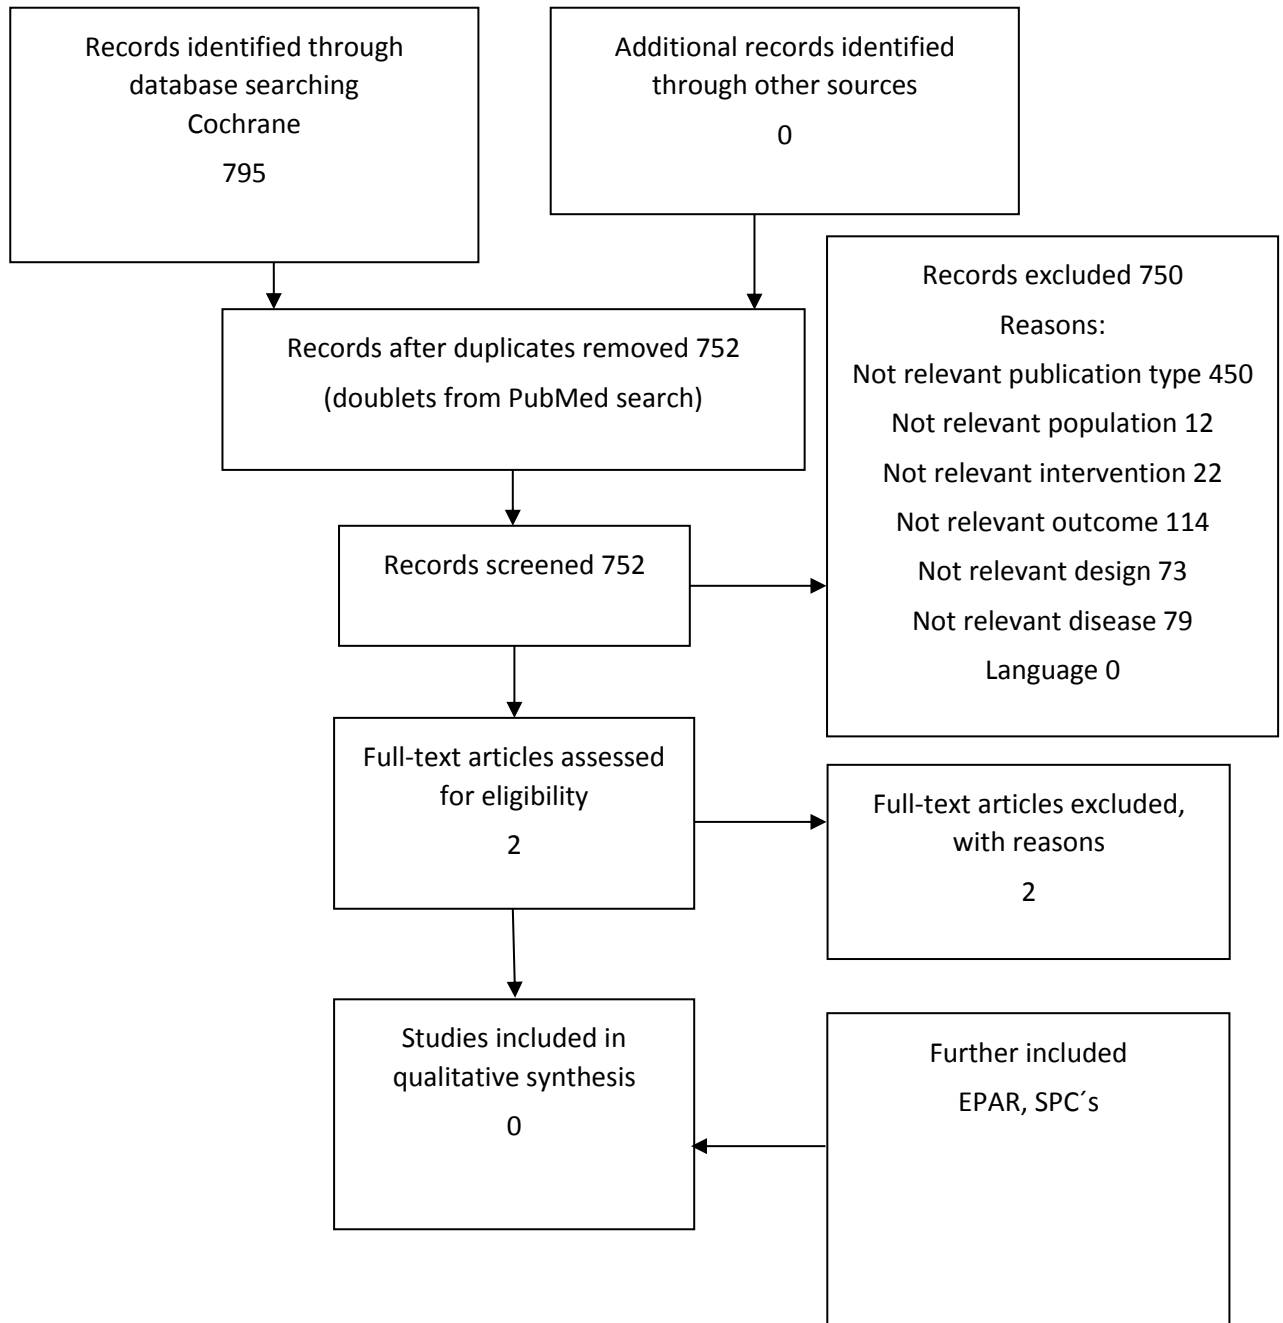 Records identified through
database searching
Cochrane
795
Additional records identified
through other sources
0
Records after duplicates removed 752
(doublets from PubMed search)
Records screened 752
Records excluded 750
Reasons:
Not relevant publication type 450
Not relevant population 12
Not relevant intervention 22
Not relevant outcome 114
Not relevant design 73
Not relevant disease 79
Language 0
Full-text articles assessed
for eligibility
2
Full-text articles excluded,
with reasons
2
Studies included in
qualitative synthesis
0
Further included
EPAR, SPC´s